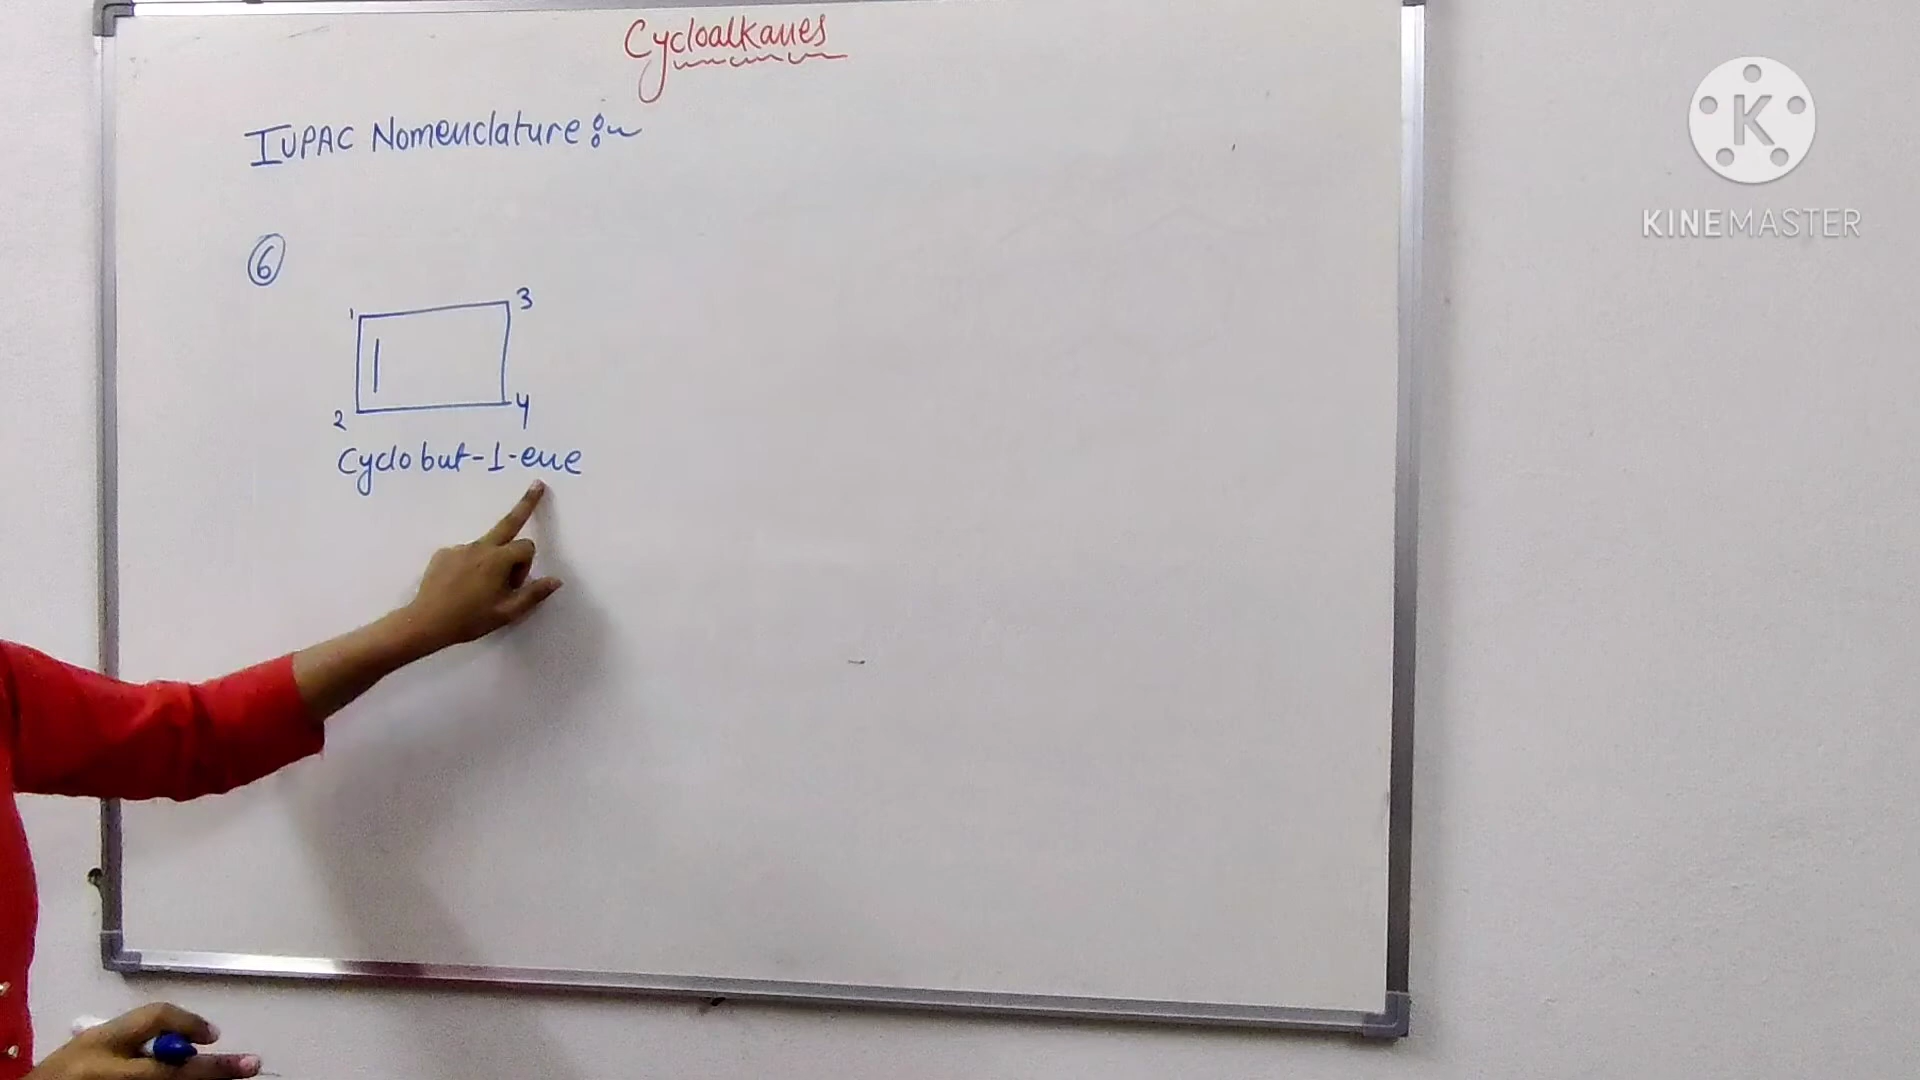 Cycloalkanes
IUPAC Nomenclature :~
6
1 3
2 4
Cyclobut-1-ene
K
KINEMASTER